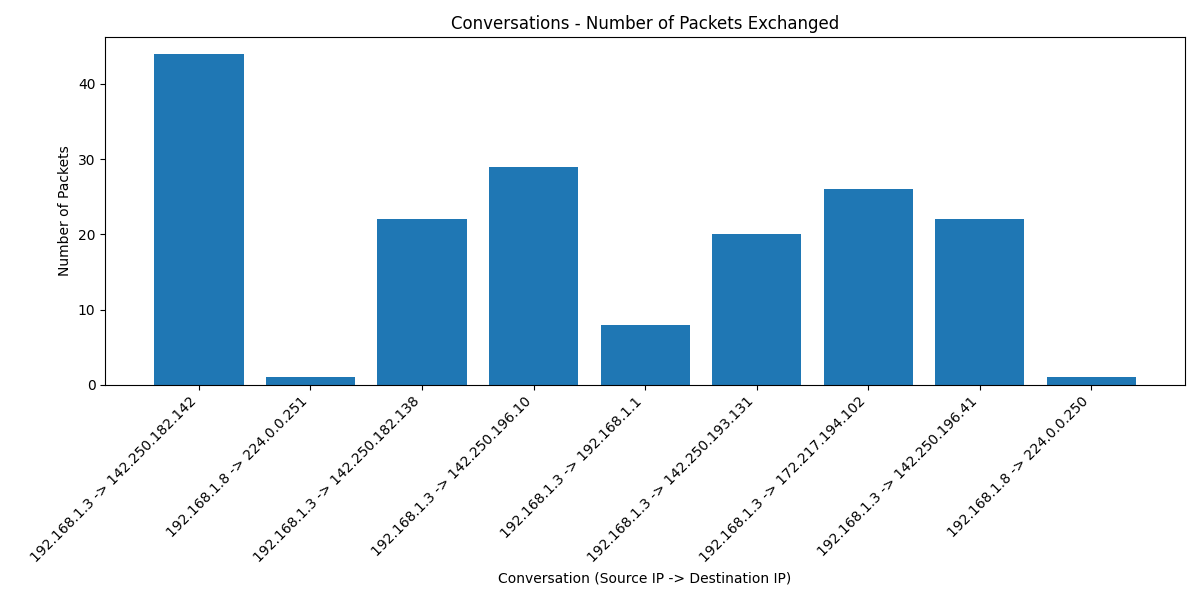 Conversations - Number of Packets Exchanged
Number of Packets
40
30
20
10
0
192.168.1.3 -> 142.250.182.142
192.168.1.8 -> 224.0.0.251
192.168.1.3 -> 142.250.182.138
192.168.1.3 -> 142.250.196.10
192.168.1.3 -> 192.168.1.1
192.168.1.3 -> 142.250.193.131
192.168.1.3 -> 172.217.194.102
192.168.1.3 -> 142.250.196.41
192.168.1.8 -> 224.0.0.250
Conversation (Source IP -> Destination IP)